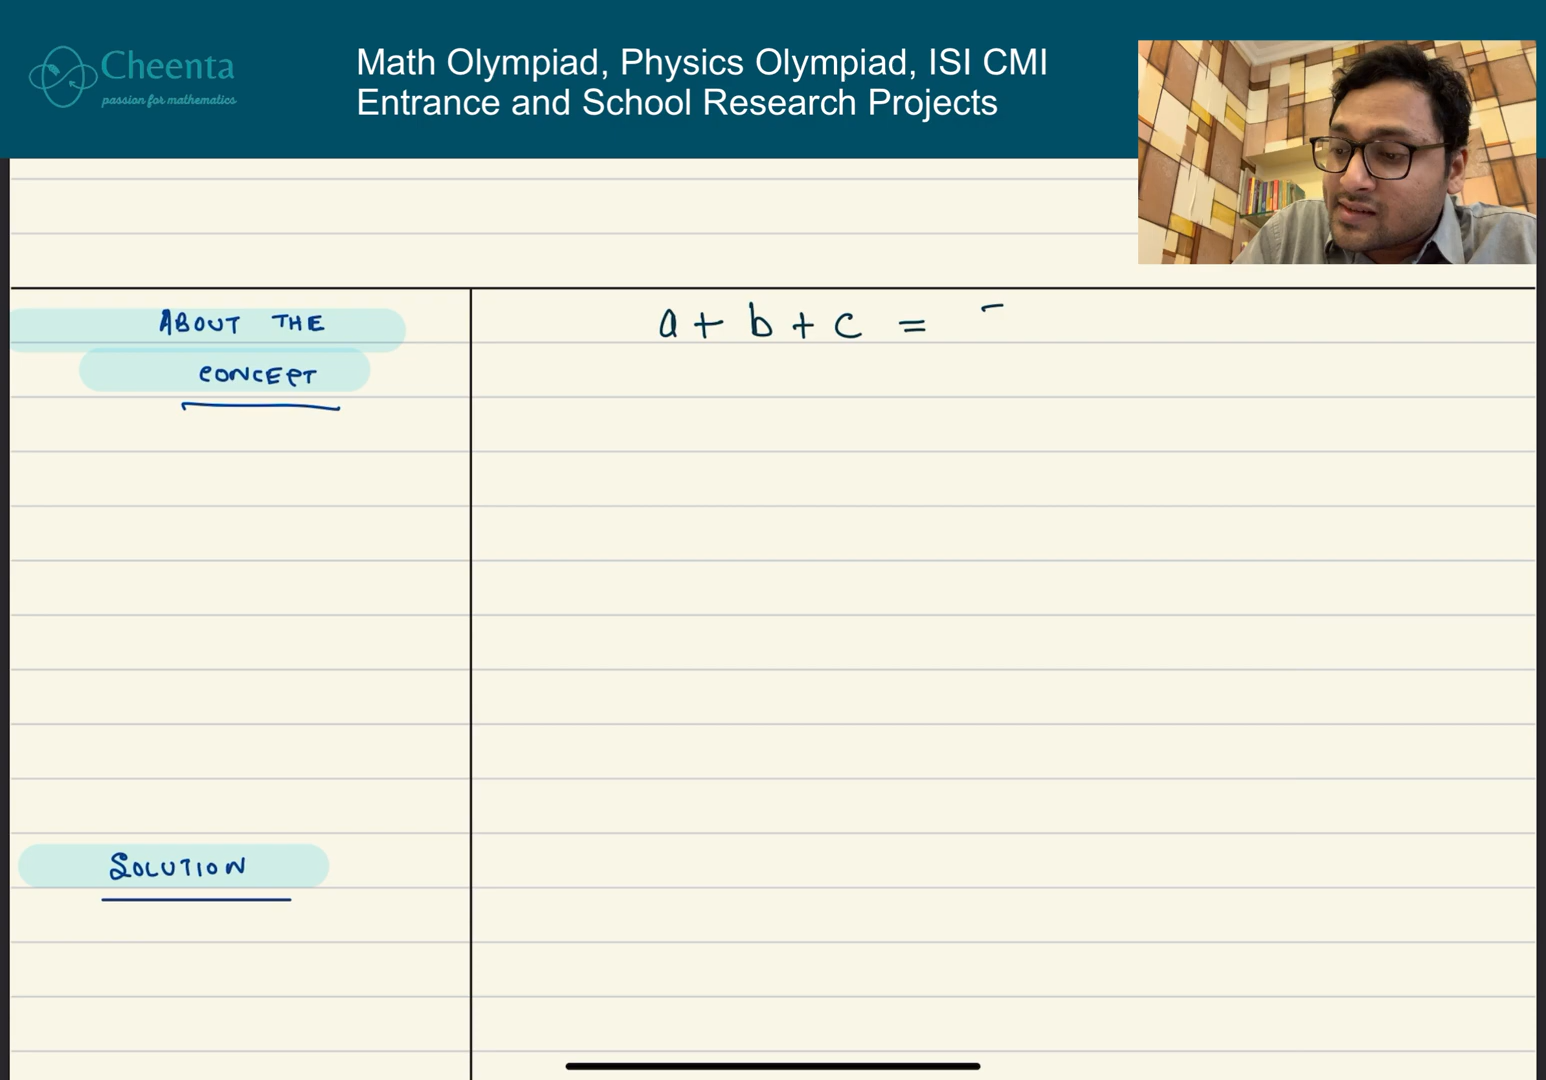 Cheenta
passion for mathematics
Math Olympiad, Physics Olympiad, ISI CMI
Entrance and School Research Projects
ABOUT THE
CONCEPT
a + b + c =
SOLUTION